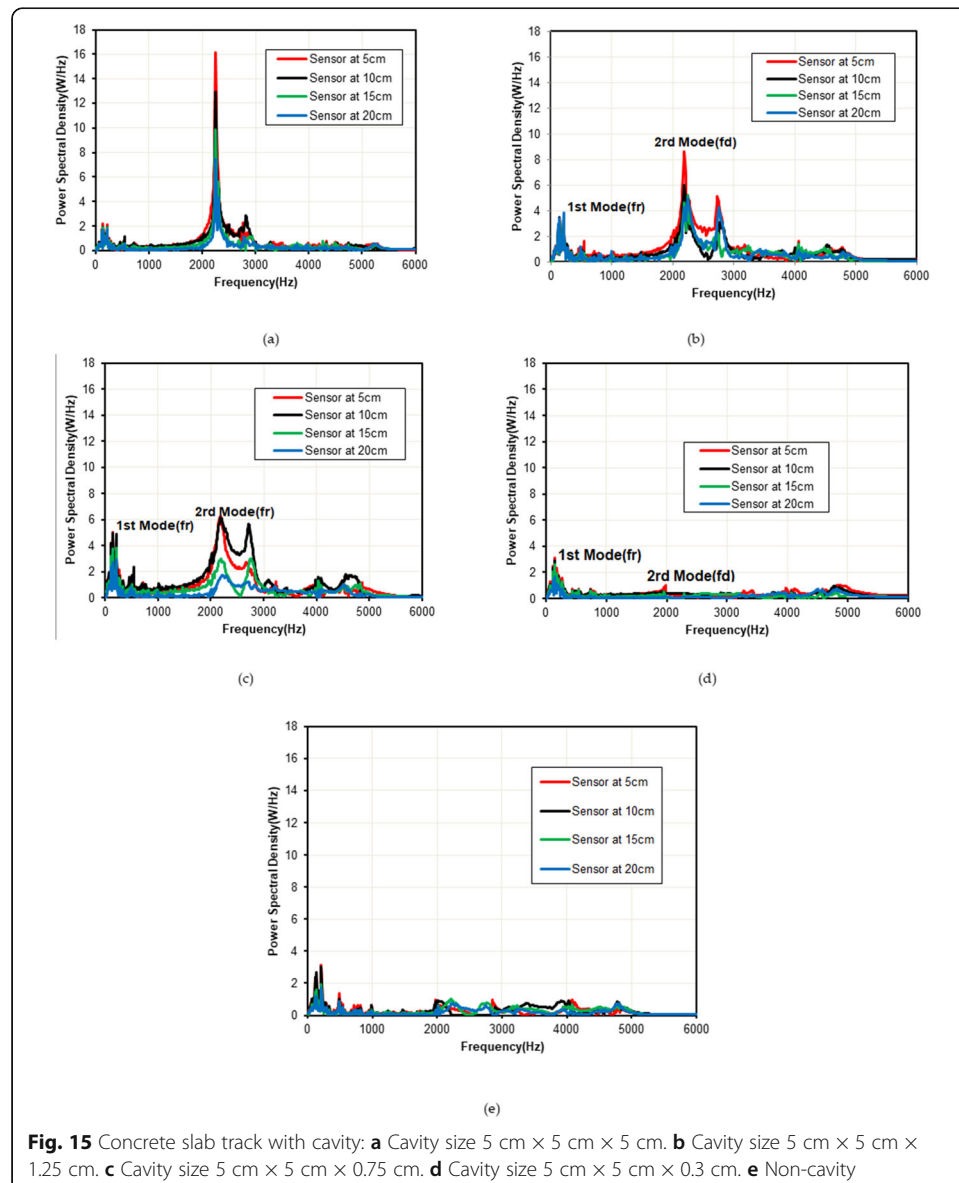 18
16
14
12
10
8
6
4
2
0
Power Spectral Density(W/Hz)
Sensor at 5cm
Sensor at 10cm
Sensor at 15cm
Sensor at 20cm
0 1000 2000 3000 4000 5000 6000
Frequency(Hz)
(a)
18
16
14
12
10
8
6
4
2
0
Power Spectral Density(W/Hz)
Sensor at 5cm
Sensor at 10cm
Sensor at 15cm
Sensor at 20cm
2rd Mode(fd)
1st Mode(fr)
0 1000 2000 3000 4000 5000 6000
Frequency(Hz)
(b)
18
16
14
12
10
8
6
4
2
0
Power Spectral Density(W/Hz)
Sensor at 5cm
Sensor at 10cm
Sensor at 15cm
Sensor at 20cm
2rd Mode(fr)
1st Mode(fr)
0 1000 2000 3000 4000 5000 6000
Frequency(Hz)
(c)
18
16
14
12
10
8
6
4
2
0
Power Spectral Density(W/Hz)
Sensor at 5cm
Sensor at 10cm
Sensor at 15cm
Sensor at 20cm
1st Mode(fr)
2rd Mode(fd)
0 1000 2000 3000 4000 5000 6000
Frequency(Hz)
(d)
18
16
14
12
10
8
6
4
2
0
Power Spectral Density(W/Hz)
Sensor at 5cm
Sensor at 10cm
Sensor at 15cm
Sensor at 20cm
0 1000 2000 3000 4000 5000 6000
Frequency(Hz)
(e)
Fig. 15 Concrete slab track with cavity: a Cavity size 5 cm × 5 cm × 5 cm. b Cavity size 5 cm × 5 cm ×
1.25 cm. c Cavity size 5 cm × 5 cm × 0.75 cm. d Cavity size 5 cm × 5 cm × 0.3 cm. e Non-cavity